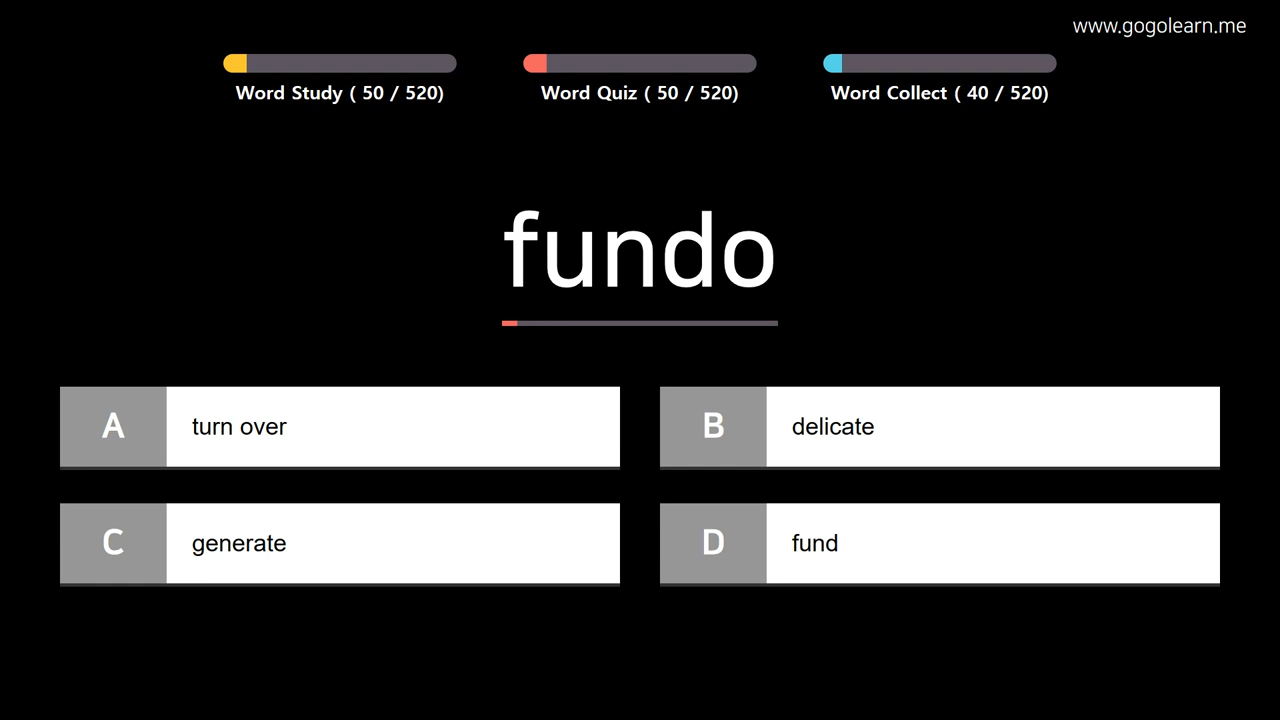 www.gogolearn.me
Word Study ( 50 / 520)
Word Quiz ( 50 / 520)
Word Collect ( 40 / 520)
fundo
A turn over
B delicate
C generate
D fund